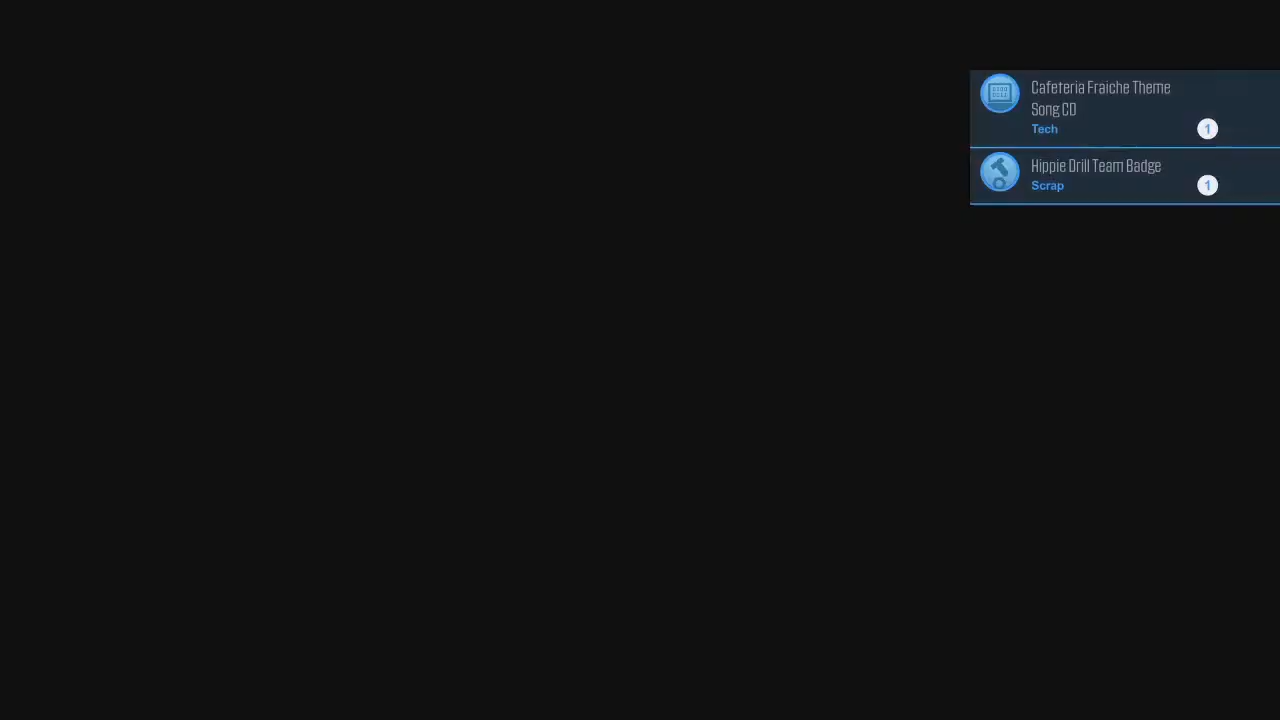 Cafeteria Fraiche Theme
Song CD
Tech
1
Hippie Drill Team Badge
Scrap
1